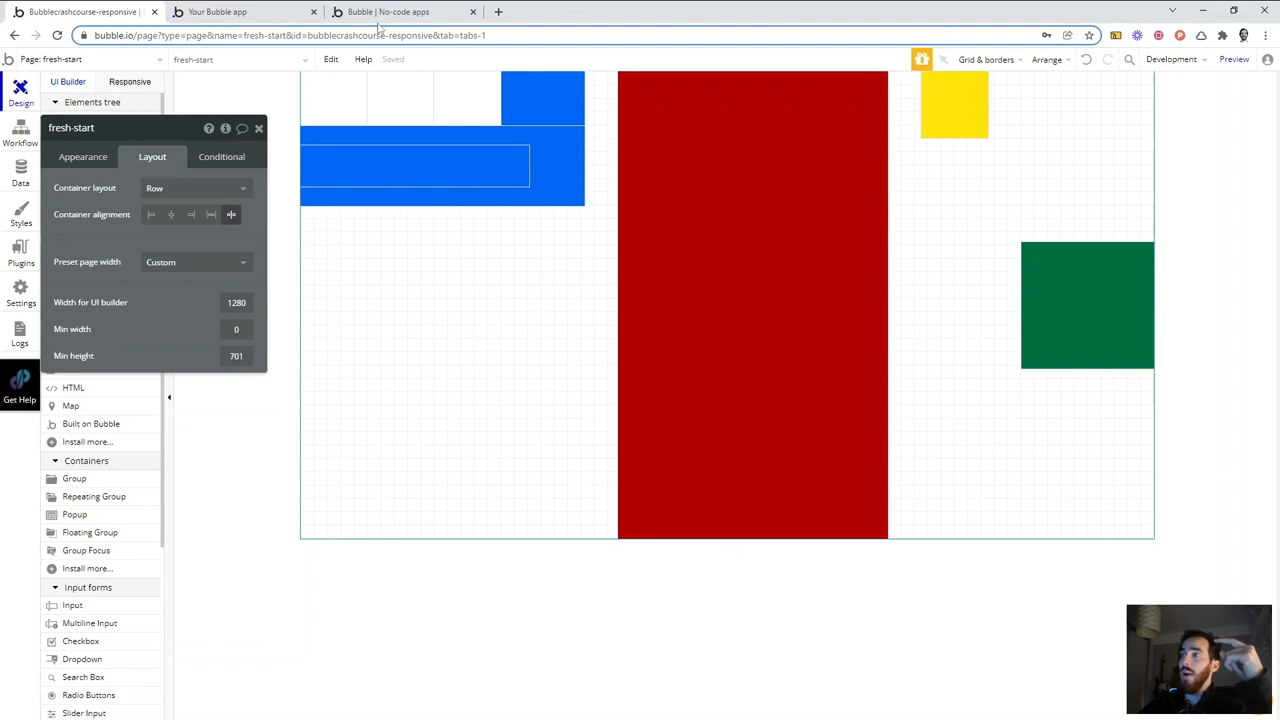 Bubblecrashcourse-responsive |
Your Bubble app
Bubble | No-code apps
bubble.io/page?type=page&name=fresh-start&id=bubblecrashcourse-responsive&tab=tabs-1
Page: fresh-start
fresh-start
Edit
Help
Saved
Grid & borders
Arrange
Development
Preview
Design
Workflow
Data
Styles
Plugins
Settings
Logs
Get Help
UI Builder
Responsive
Elements tree
fresh-start
Appearance
Layout
Conditional
Container layout
Row
Container alignment
Preset page width
Custom
Width for UI builder
1280
Min width
0
Min height
701
HTML
Map
Built on Bubble
Install more...
Containers
Group
Repeating Group
Popup
Floating Group
Group Focus
Install more...
Input forms
Input
Multiline Input
Checkbox
Dropdown
Search Box
Radio Buttons
Slider Input